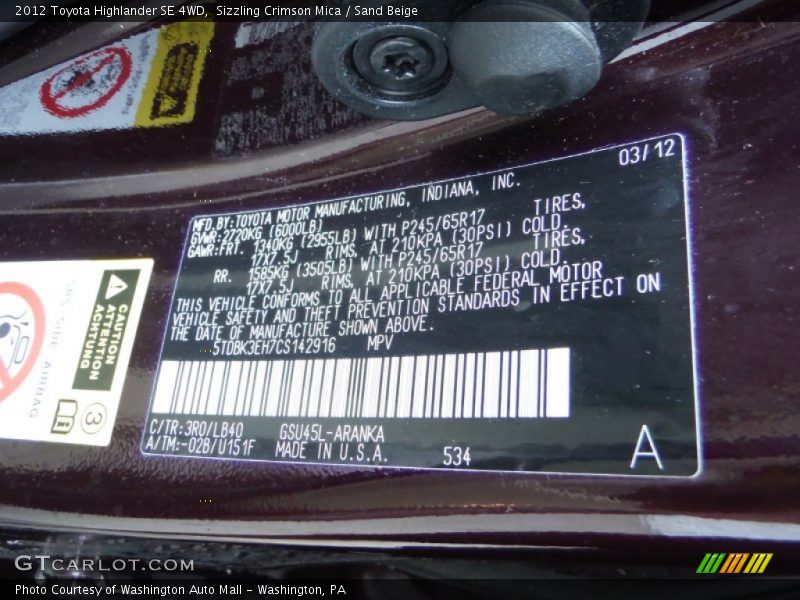 2012 Toyota Highlander SE 4WD, Sizzling Crimson Mica / Sand Beige
03/12
MFD.BY:TOYOTA MOTOR MANUFACTURING, INDIANA, INC.
GVWR:2720KG (6000LB)
GAWR:FRT 1340KG (2955LB) WITH P245/65R17 TIRES,
17X7.5J RIMS, AT 210KPA (30PSI) COLD.
RR. 1585KG (3505LB) WITH P245/65R17 TIRES,
17X7.5J RIMS, AT 210KPA (30PSI) COLD.
THIS VEHICLE CONFORMS TO ALL APPLICABLE FEDERAL MOTOR
VEHICLE SAFETY AND THEFT PREVENTION STANDARDS IN EFFECT ON
THE DATE OF MANUFACTURE SHOWN ABOVE.
5TDBK3EH7CS142916 MPV
C/TR:3R0/LB40 GSU45L-ARANKA
A/TM:-02B/U151F MADE IN U.S.A. 534 A
CAUTION
ATTENTION
ACHTUNG
SRS SIDE AIRBAG
3
GTCARLOT.COM
Photo Courtesy of Washington Auto Mall - Washington, PA